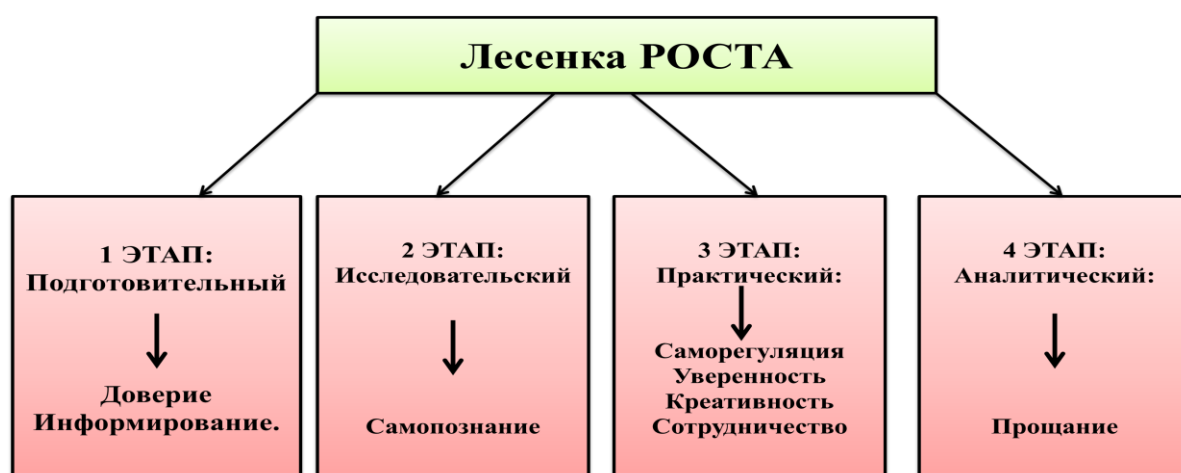 Лесенка РОСТА
1 ЭТАП:
Подготовительный
Доверие
Информирование.
2 ЭТАП:
Исследовательский
Самопознание
3 ЭТАП:
Практический:
Саморегуляция
Уверенность
Креативность
Сотрудничество
4 ЭТАП:
Аналитический:
Прощание